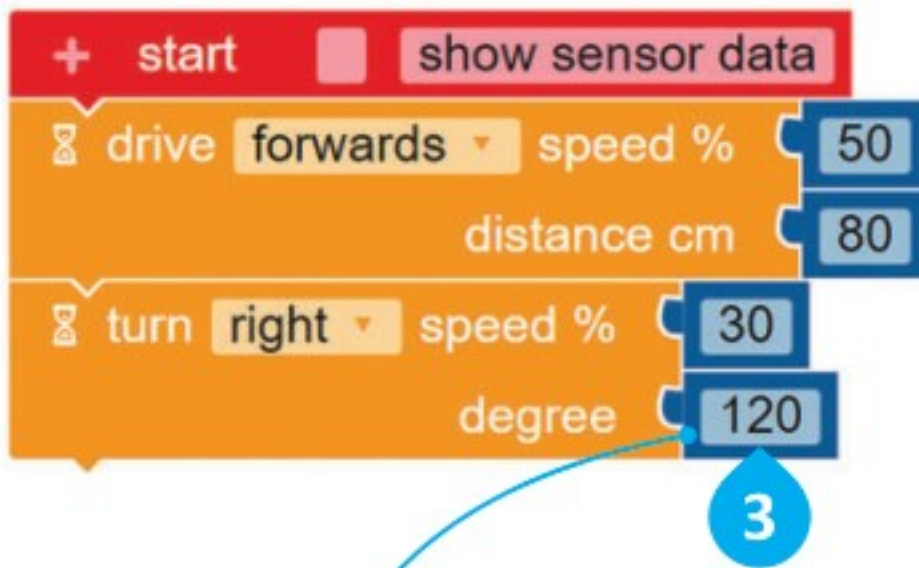 + start show sensor data
drive forwards speed % 50
distance cm 80
turn right speed % 30
degree 120
3